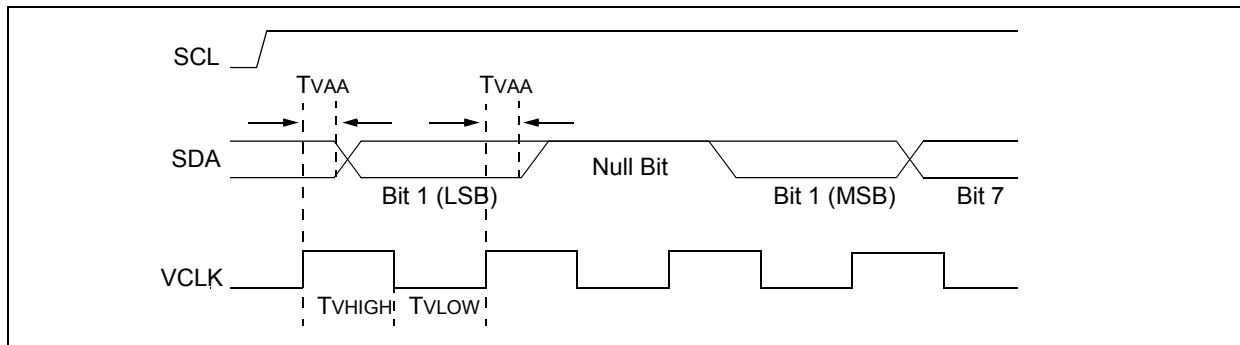 SCL
TVAA TVAA
SDA
Null Bit
Bit 1 (LSB) Bit 1 (MSB) Bit 7
VCLK
TVHIGH TVLOW